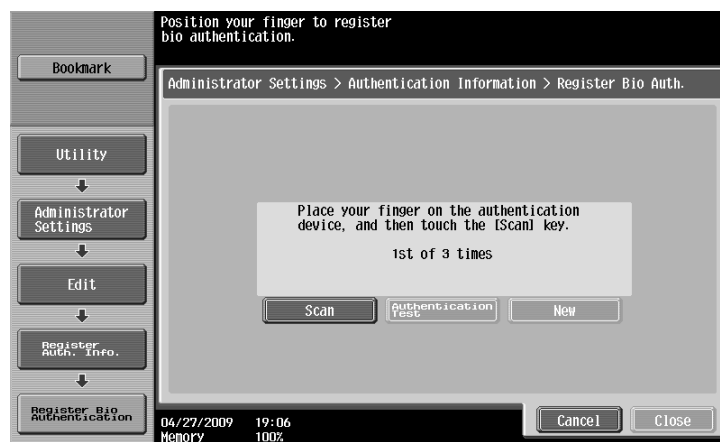 Position your finger to register
bio authentication.
Bookmark
Administrator Settings > Authentication Information > Register Bio Auth.
Utility
Administrator
Settings
Edit
Register
Auth. Info.
Register Bio
Authentication
Place your finger on the authentication
device, and then touch the [Scan] key.
1st of 3 times
Scan
Authentication
Test
New
04/27/2009 19:06
Memory 100%
Cancel
Close